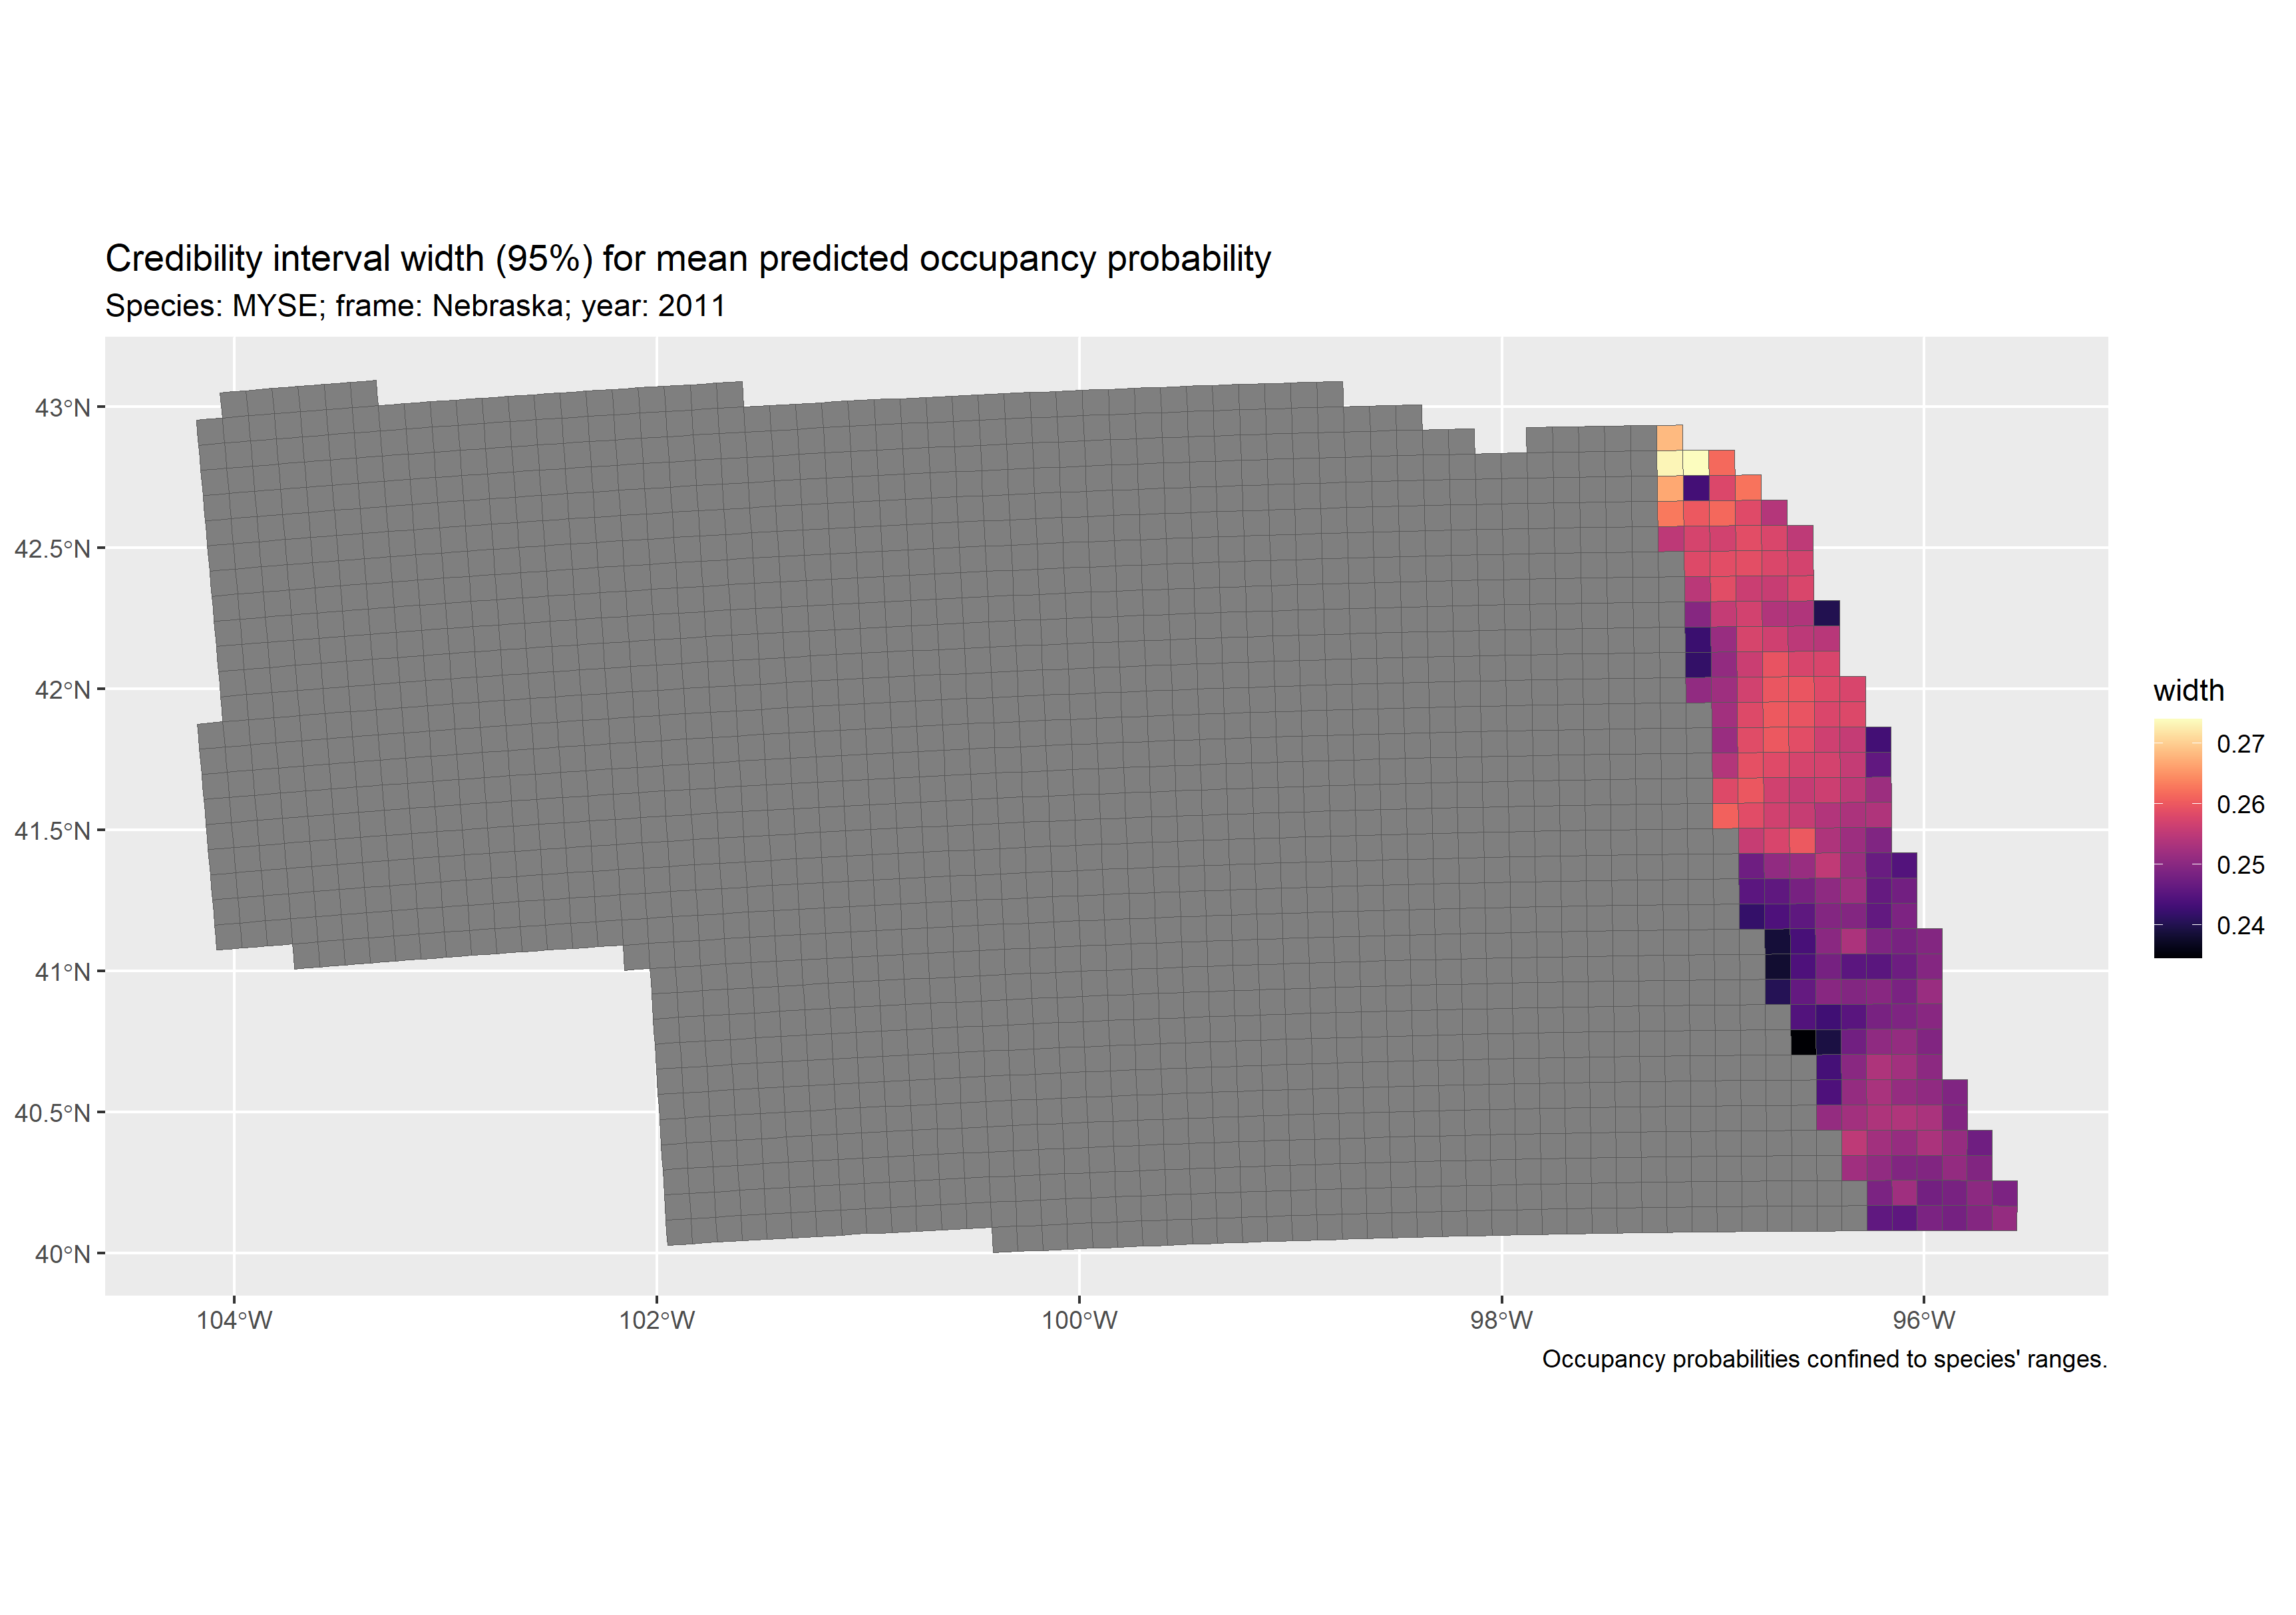 Credibility interval width (95%) for mean predicted occupancy probability
Species: MYSE; frame: Nebraska; year: 2011
43°N
42.5°N
42°N
41.5°N
41°N
40.5°N
40°N
104°W
102°W
100°W
98°W
96°W
width
0.27
0.26
0.25
0.24
Occupancy probabilities confined to species' ranges.